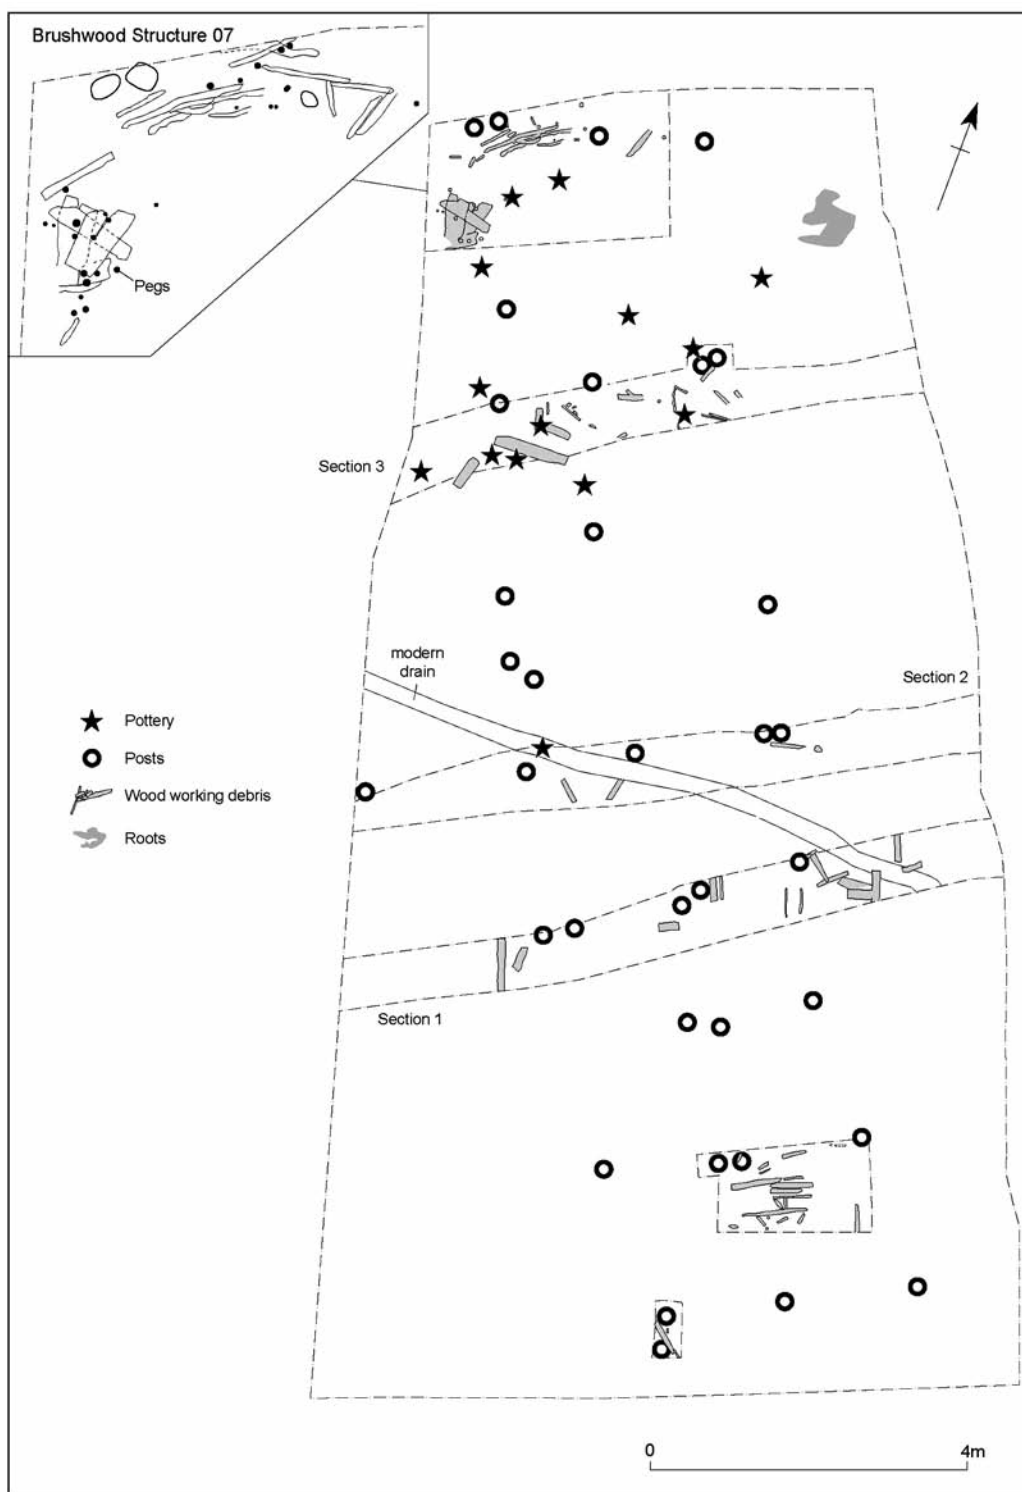 Brushwood Structure 07
Pegs
Section 3
modern
drain
Section 2
Pottery
Posts
Wood working debris
Roots
Section 1
0 4m